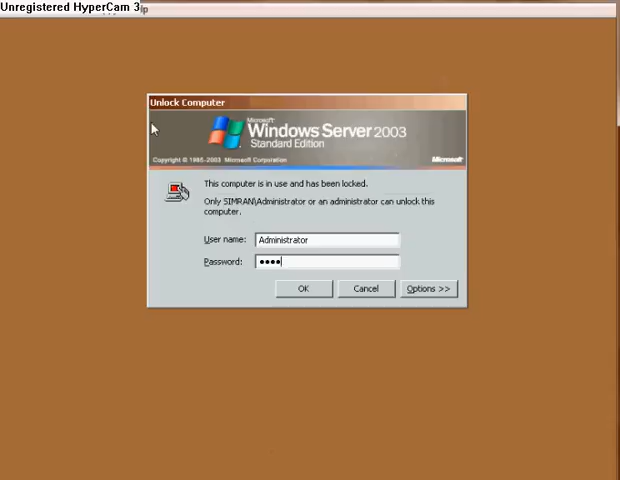 Unregistered HyperCam 3
lp
Unlock Computer
Microsoft
Windows Server 2003
Standard Edition
Copyright © 1985-2003 Microsoft Corporation
Microsoft
This computer is in use and has been locked.
Only SIMRAN\Administrator or an administrator can unlock this
computer.
User name: Administrator
Password: ●●●●
OK Cancel Options >>